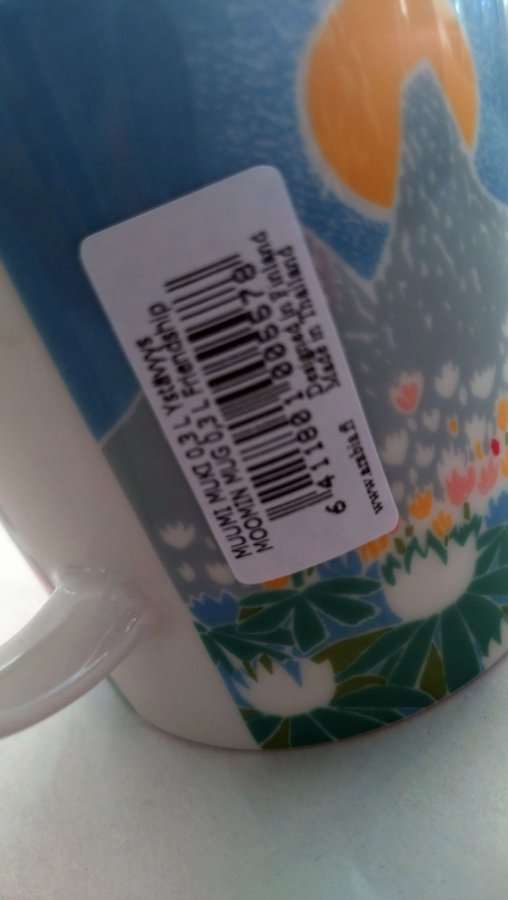 MUUMI MUKI 0,3 L Ystävyys
MOOMIN MUG 0,3 L Friendship
6 411801 005678
Designed in Finland
Made in Thailand
www.arabia.fi